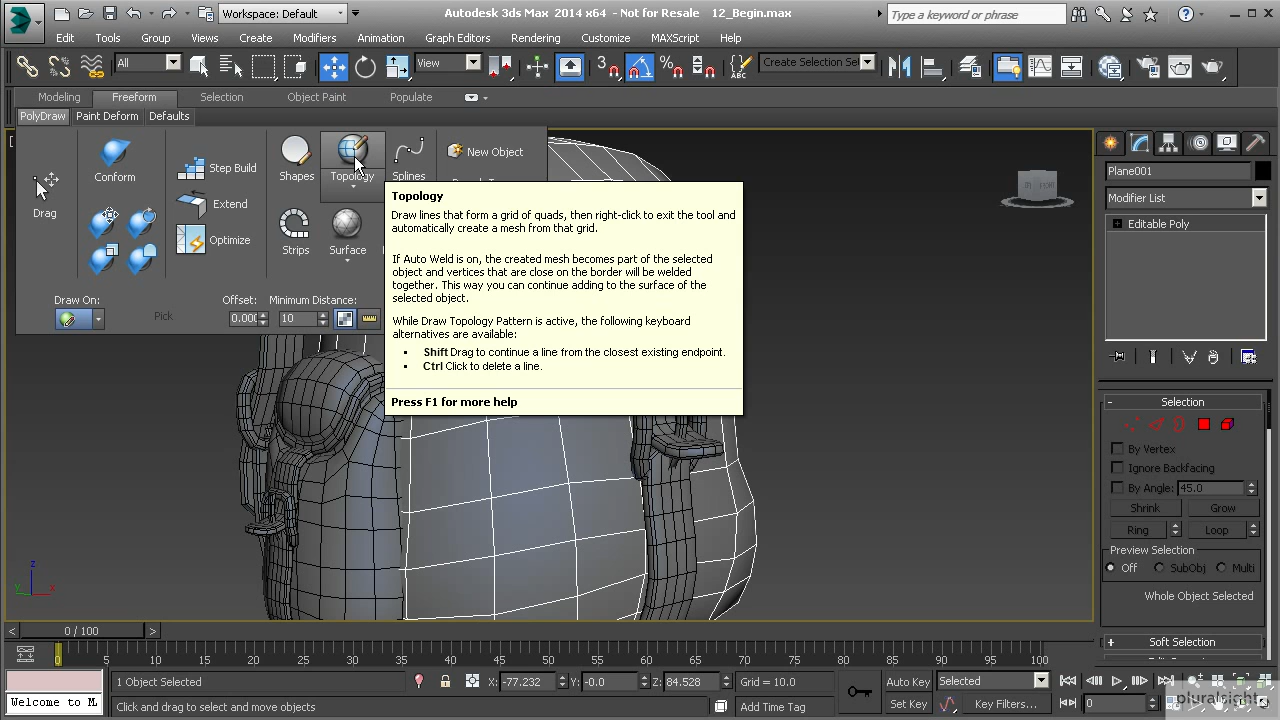 Workspace: Default
Autodesk 3ds Max 2014 x64 - Not for Resale 12_Begin.max
Type a keyword or phrase
Edit Tools Group Views Create Modifiers Animation Graph Editors Rendering Customize MAXScript Help
All
View
3
Create Selection Se
Modeling Freeform Selection Object Paint Populate
PolyDraw Paint Deform Defaults
Drag
Conform
Step Build
Extend
Optimize
Shapes
Topology
Splines
New Object
Strips
Surface
Draw On:
Pick
Offset:
Minimum Distance:
0.000
10
Topology
Draw lines that form a grid of quads, then right-click to exit the tool and
automatically create a mesh from that grid.
If Auto Weld is on, the created mesh becomes part of the selected
object and vertices that are close on the border will be welded
together. This way you can continue adding to the surface of the
selected object.
While Draw Topology Pattern is active, the following keyboard
alternatives are available:
• Shift Drag to continue a line from the closest existing endpoint.
• Ctrl Click to delete a line.
Press F1 for more help
Plane001
Modifier List
Editable Poly
- Selection
By Vertex
Ignore Backfacing
By Angle: 45.0
Shrink Grow
Ring Loop
Preview Selection
Off SubObj Multi
Whole Object Selected
+ Soft Selection
z
y x
< 0 / 100 >
0 5 10 15 20 25 30 35 40 45 50 55 60 65 70 75 80 85 90 95 100
1 Object Selected
X: -77.232 Y: -0.0 Z: 84.528 Grid = 10.0
Auto Key Selected
Welcome to M
Click and drag to select and move objects
Add Time Tag
Set Key Key Filters...
0
pluralsight